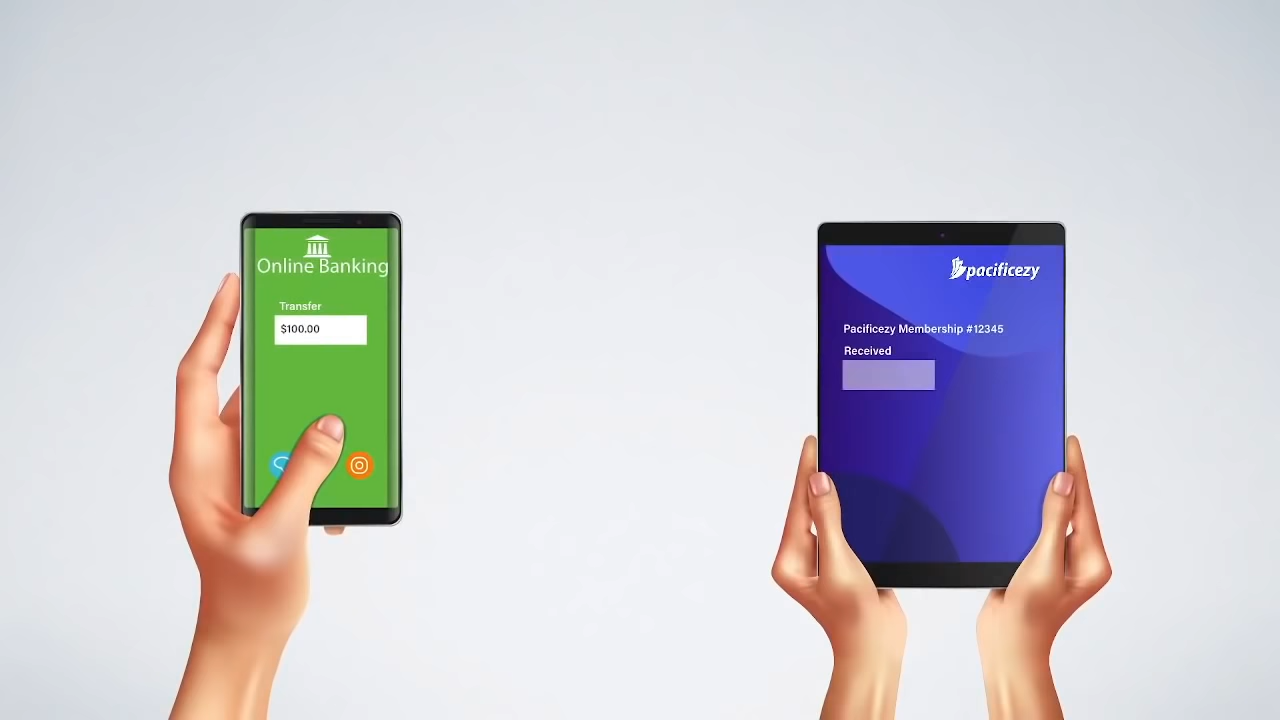 Online Banking
Transfer
$100.00
pacificezy
Pacificezy Membership #12345
Received